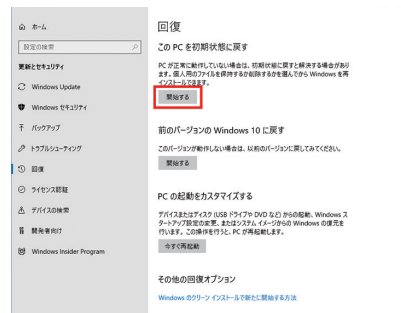 ホーム
設定の検索
更新とセキュリティ
Windows Update
Windows セキュリティ
バックアップ
トラブルシューティング
回復
ライセンス認証
デバイスの検索
開発者向け
Windows Insider Program
回復
この PC を初期状態に戻す
PC が正常に動作していない場合は、初期状態に戻すと解決する場合があり
ます。個人用のファイルを保持するか削除するかを選んでから Windows を再
インストールできます。
開始する
前のバージョンの Windows 10 に戻す
このバージョンが動作しない場合は、以前のバージョンに戻してみてください。
開始する
PC の起動をカスタマイズする
デバイスまたはディスク (USB ドライブや DVD など) からの起動、Windows ス
タートアップ設定の変更、またはシステム イメージからの Windows の復元を
行います。この操作を行うと、PC が再起動します。
今すぐ再起動
その他の回復オプション
Windows のクリーン インストールで新たに開始する方法